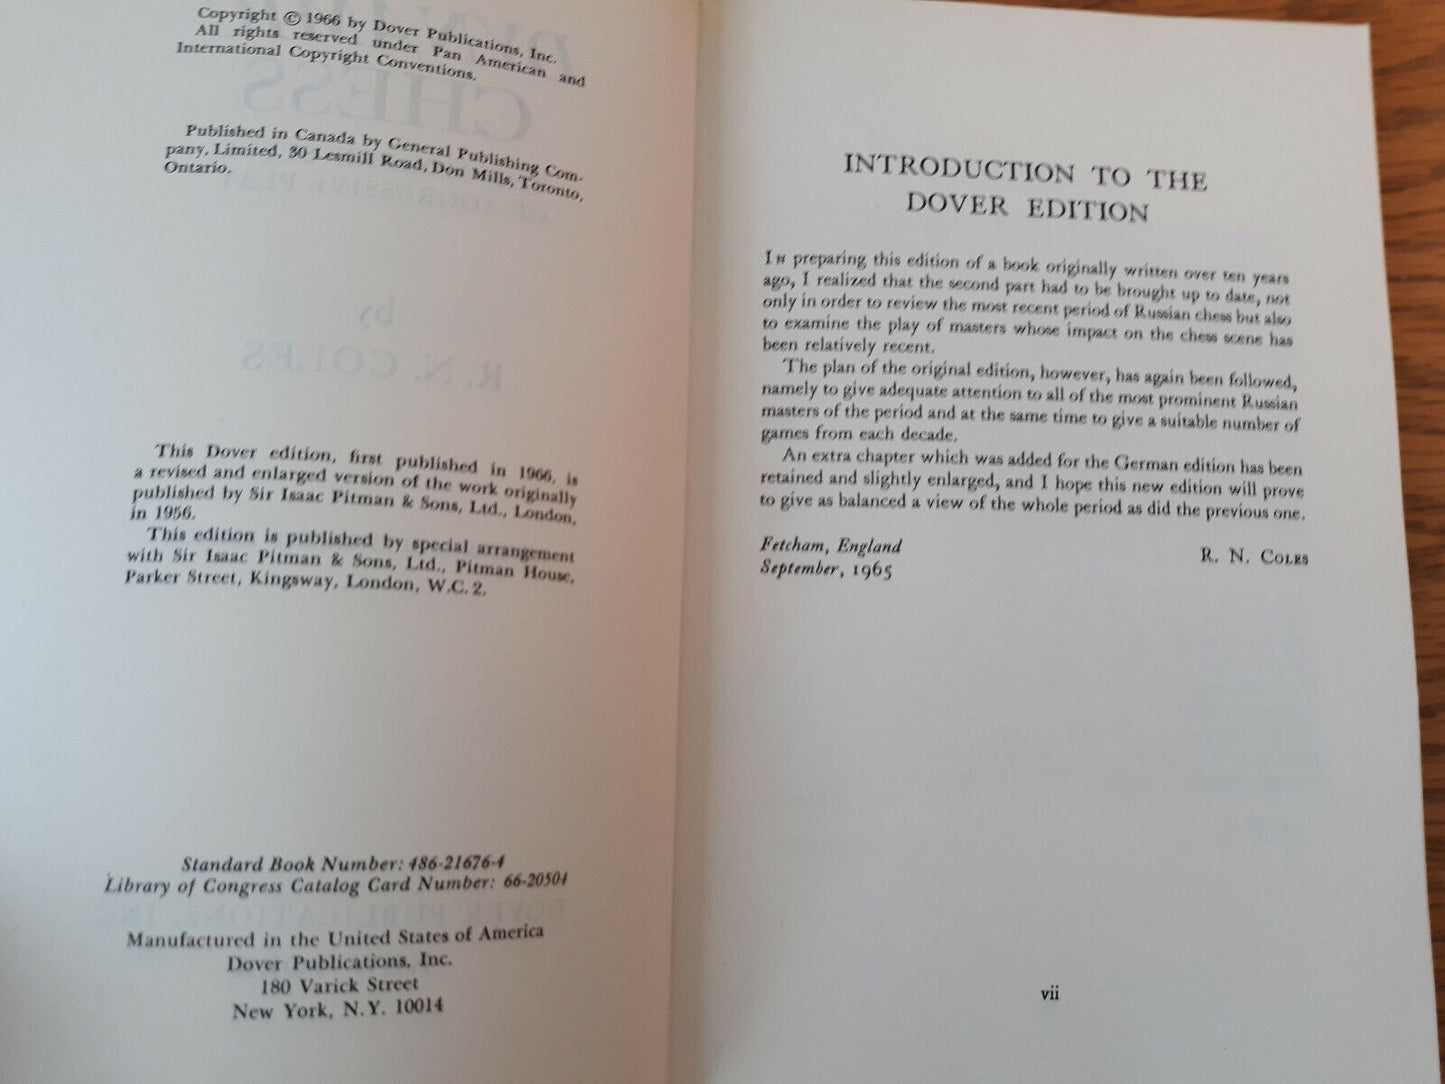 Copyright © 1966 by Dover Publications, Inc.
All rights reserved under Pan American and
International Copyright Conventions.
Published in Canada by General Publishing Com-
pany, Limited, 30 Lesmill Road, Don Mills, Toronto,
Ontario.
This Dover edition, first published in 1966, is
a revised and enlarged version of the work originally
published by Sir Isaac Pitman & Sons, Ltd., London,
in 1956.
This edition is published by special arrangement
with Sir Isaac Pitman & Sons, Ltd., Pitman House,
Parker Street, Kingsway, London, W.C. 2.
Standard Book Number: 486-21676-4
Library of Congress Catalog Card Number: 66-20504
Manufactured in the United States of America
Dover Publications, Inc.
180 Varick Street
New York, N.Y. 10014
INTRODUCTION TO THE
DOVER EDITION
In preparing this edition of a book originally written over ten years
ago, I realized that the second part had to be brought up to date, not
only in order to review the most recent period of Russian chess but also
to examine the play of masters whose impact on the chess scene has
been relatively recent.
The plan of the original edition, however, has again been followed,
namely to give adequate attention to all of the most prominent Russian
masters of the period and at the same time to give a suitable number of
games from each decade.
An extra chapter which was added for the German edition has been
retained and slightly enlarged, and I hope this new edition will prove
to give as balanced a view of the whole period as did the previous one.
Fetcham, England
September, 1965
R. N. Coles
vii